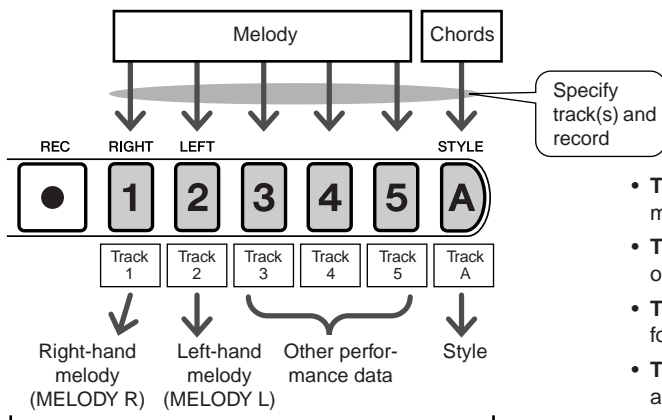 Melody
Chords
Specify
track(s) and
record
REC
RIGHT
LEFT
STYLE
1
2
3
4
5
A
Track
1
Track
2
Track
3
Track
4
Track
5
Track
A
Right-hand
melody
(MELODY R)
Left-hand
melody
(MELODY L)
Other perfor-
mance data
Style